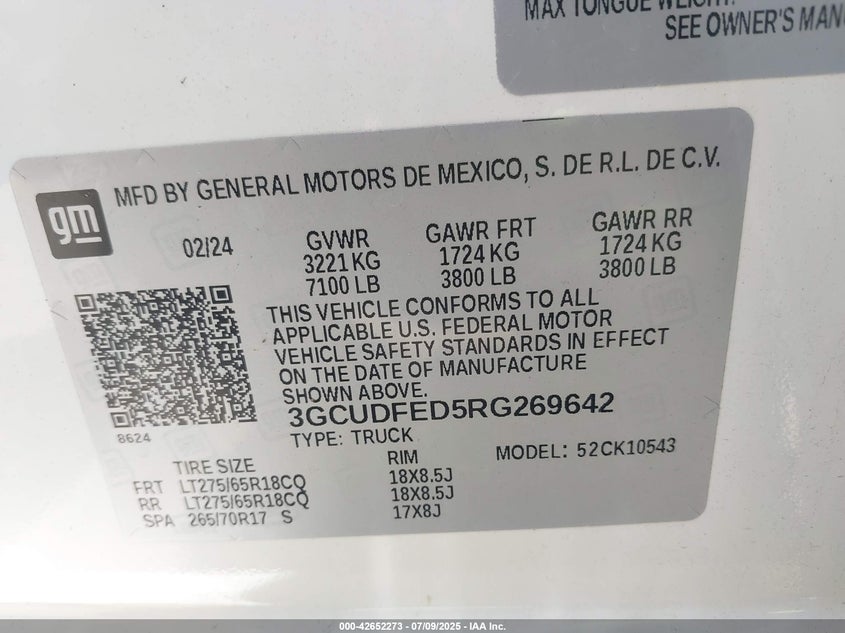 MAX TONGUE WEIGHT:
SEE OWNER'S MAN
gm
MFD BY GENERAL MOTORS DE MEXICO, S. DE R.L. DE C.V.
02/24
GVWR
3221 KG
7100 LB
GAWR FRT
1724 KG
3800 LB
GAWR RR
1724 KG
3800 LB
THIS VEHICLE CONFORMS TO ALL
APPLICABLE U.S. FEDERAL MOTOR
VEHICLE SAFETY STANDARDS IN EFFECT
ON THE DATE OF MANUFACTURE
SHOWN ABOVE.
8624
3GCUDFED5RG269642
TYPE: TRUCK
MODEL: 52CK10543
TIRE SIZE RIM
FRT LT275/65R18CQ 18X8.5J
RR LT275/65R18CQ 18X8.5J
SPA 265/70R17 S 17X8J
000-42652273 - 07/09/2025 - IAA Inc.